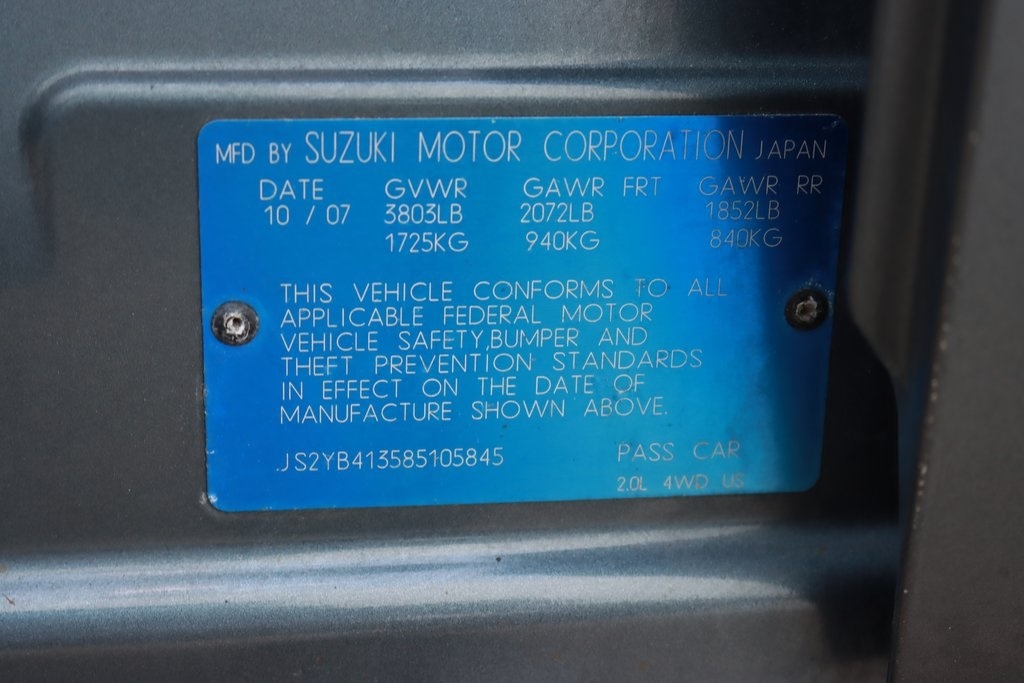 MFD BY SUZUKI MOTOR CORPORATION JAPAN
DATE GVWR GAWR FRT GAWR RR
10 / 07 3803LB 2072LB 1852LB
1725KG 940KG 840KG
THIS VEHICLE CONFORMS TO ALL
APPLICABLE FEDERAL MOTOR
VEHICLE SAFETY,BUMPER AND
THEFT PREVENTION STANDARDS
IN EFFECT ON THE DATE OF
MANUFACTURE SHOWN ABOVE.
JS2YB413585105845 PASS CAR
2.0L 4WD US